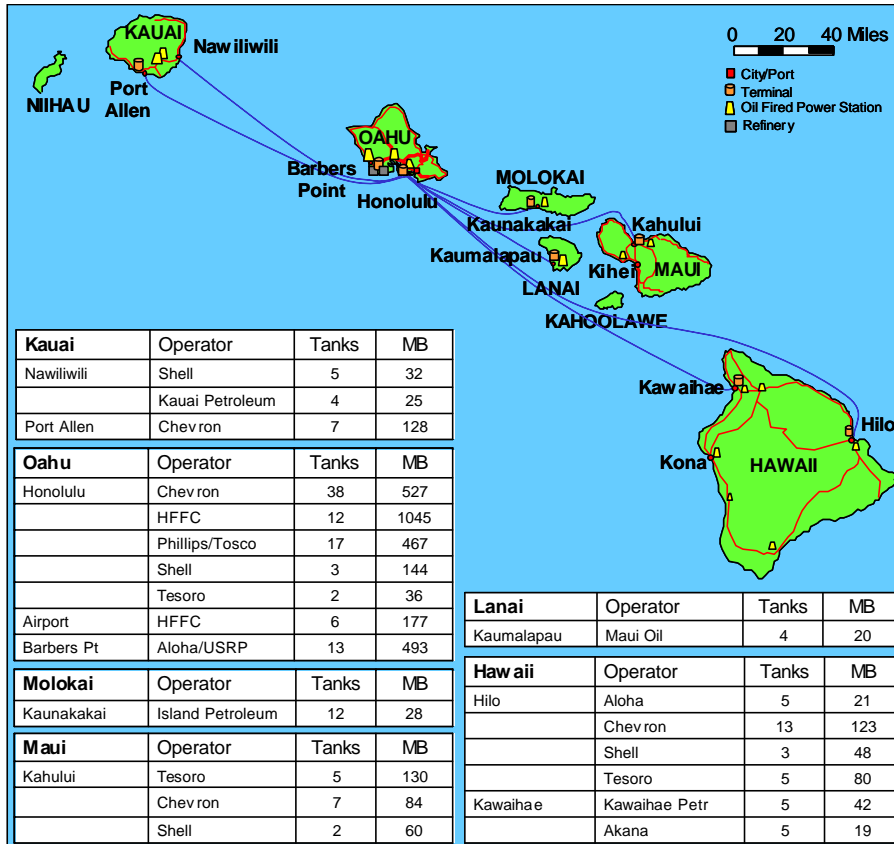 KAUAI
Nawiliwili
NIIHAU
Port
Allen
0 20 40 Miles
City/Port
Terminal
Oil Fired Power Station
Refinery
OAHU
Barbers
Point
Honolulu
MOLOKAI
Kaunakakai
Kahului
Kaumalapau
Kihei
MAUI
LANAI
KAHOOLAWE
Kawaihae
Hilo
Kona
HAWAII
Kauai Operator Tanks MB
Nawiliwili Shell 5 32
Kauai Petroleum 4 25
Port Allen Chevron 7 128
Oahu Operator Tanks MB
Honolulu Chevron 38 527
HFFC 12 1045
Phillips/Tosco 17 467
Shell 3 144
Tesoro 2 36
Airport HFFC 6 177
Barbers Pt Aloha/USRP 13 493
Molokai Operator Tanks MB
Kaunakakai Island Petroleum 12 28
Maui Operator Tanks MB
Kahului Tesoro 5 130
Chevron 7 84
Shell 2 60
Lanai Operator Tanks MB
Kaumalapau Maui Oil 4 20
Hawaii Operator Tanks MB
Hilo Aloha 5 21
Chevron 13 123
Shell 3 48
Tesoro 5 80
Kawaihae Kawaihae Petr 5 42
Akana 5 19